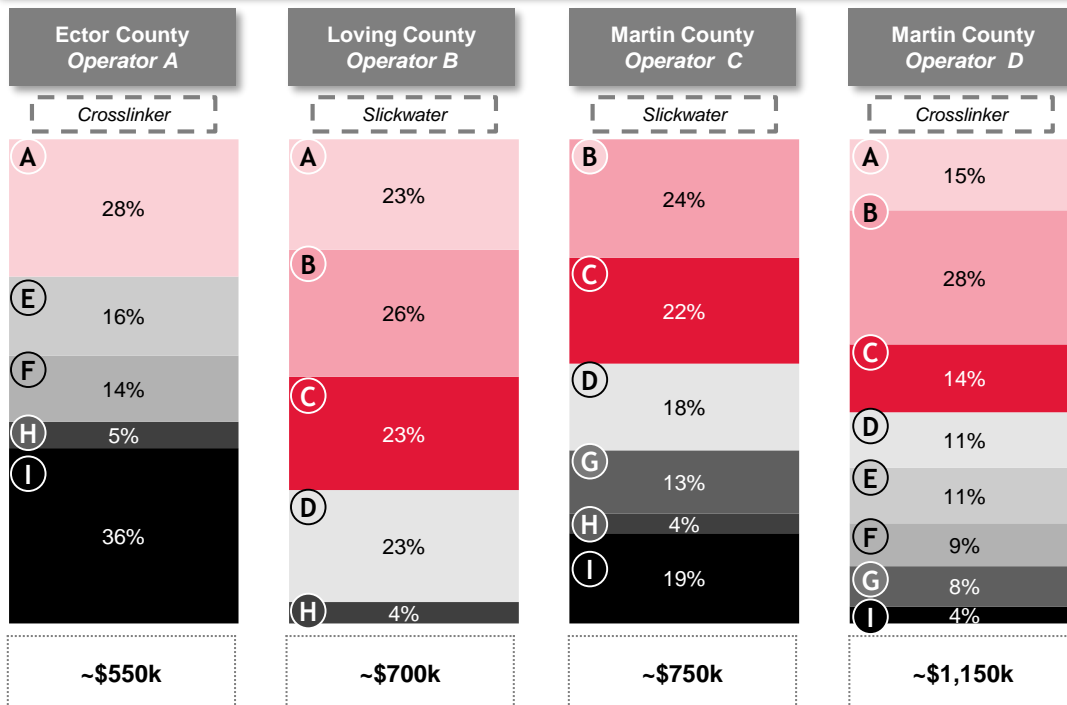 Ector County
Operator A
Crosslinker
A
28%
E
16%
F
14%
H
5%
I
36%
~$550k
Loving County
Operator B
Slickwater
A
23%
B
26%
C
23%
D
23%
H
4%
~$700k
Martin County
Operator C
Slickwater
B
24%
C
22%
D
18%
G
13%
H
4%
I
19%
~$750k
Martin County
Operator D
Crosslinker
A
15%
B
28%
C
14%
D
11%
E
11%
F
9%
G
8%
I
4%
~$1,150k